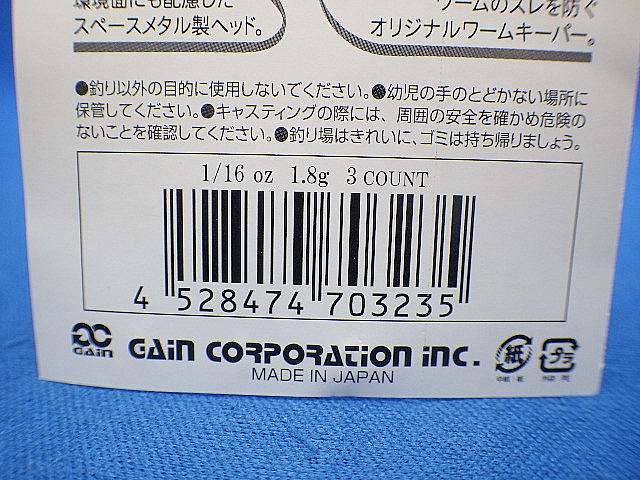 環境面にも配慮した
スペースメタル製ヘッド。
ワームのズレを防ぐ
オリジナルワームキーパー。
●釣り以外の目的に使用しないでください。●幼児の手のとどかない場所に
保管してください。●キャスティングの際には、周囲の安全を確かめ危険の
ないことを確認してください。●釣り場はきれいに、ゴミは持ち帰りましょう。
1/16 oz 1.8g 3 COUNT
4 528474 703235
GAIN
GAIN CORPORATION INC.
MADE IN JAPAN
紙
プラ